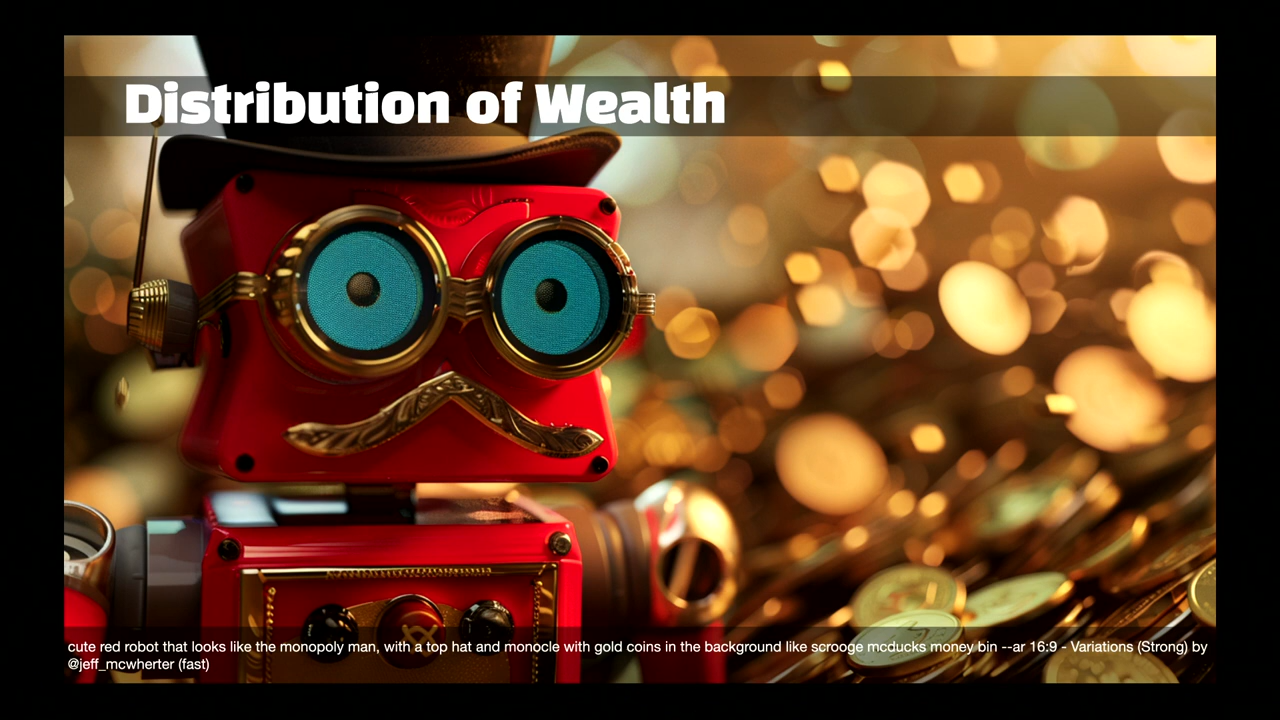 Distribution of Wealth
cute red robot that looks like the monopoly man, with a top hat and monocle with gold coins in the background like scrooge mcducks money bin --ar 16:9 - Variations (Strong) by
@jeff_mcwherter (fast)